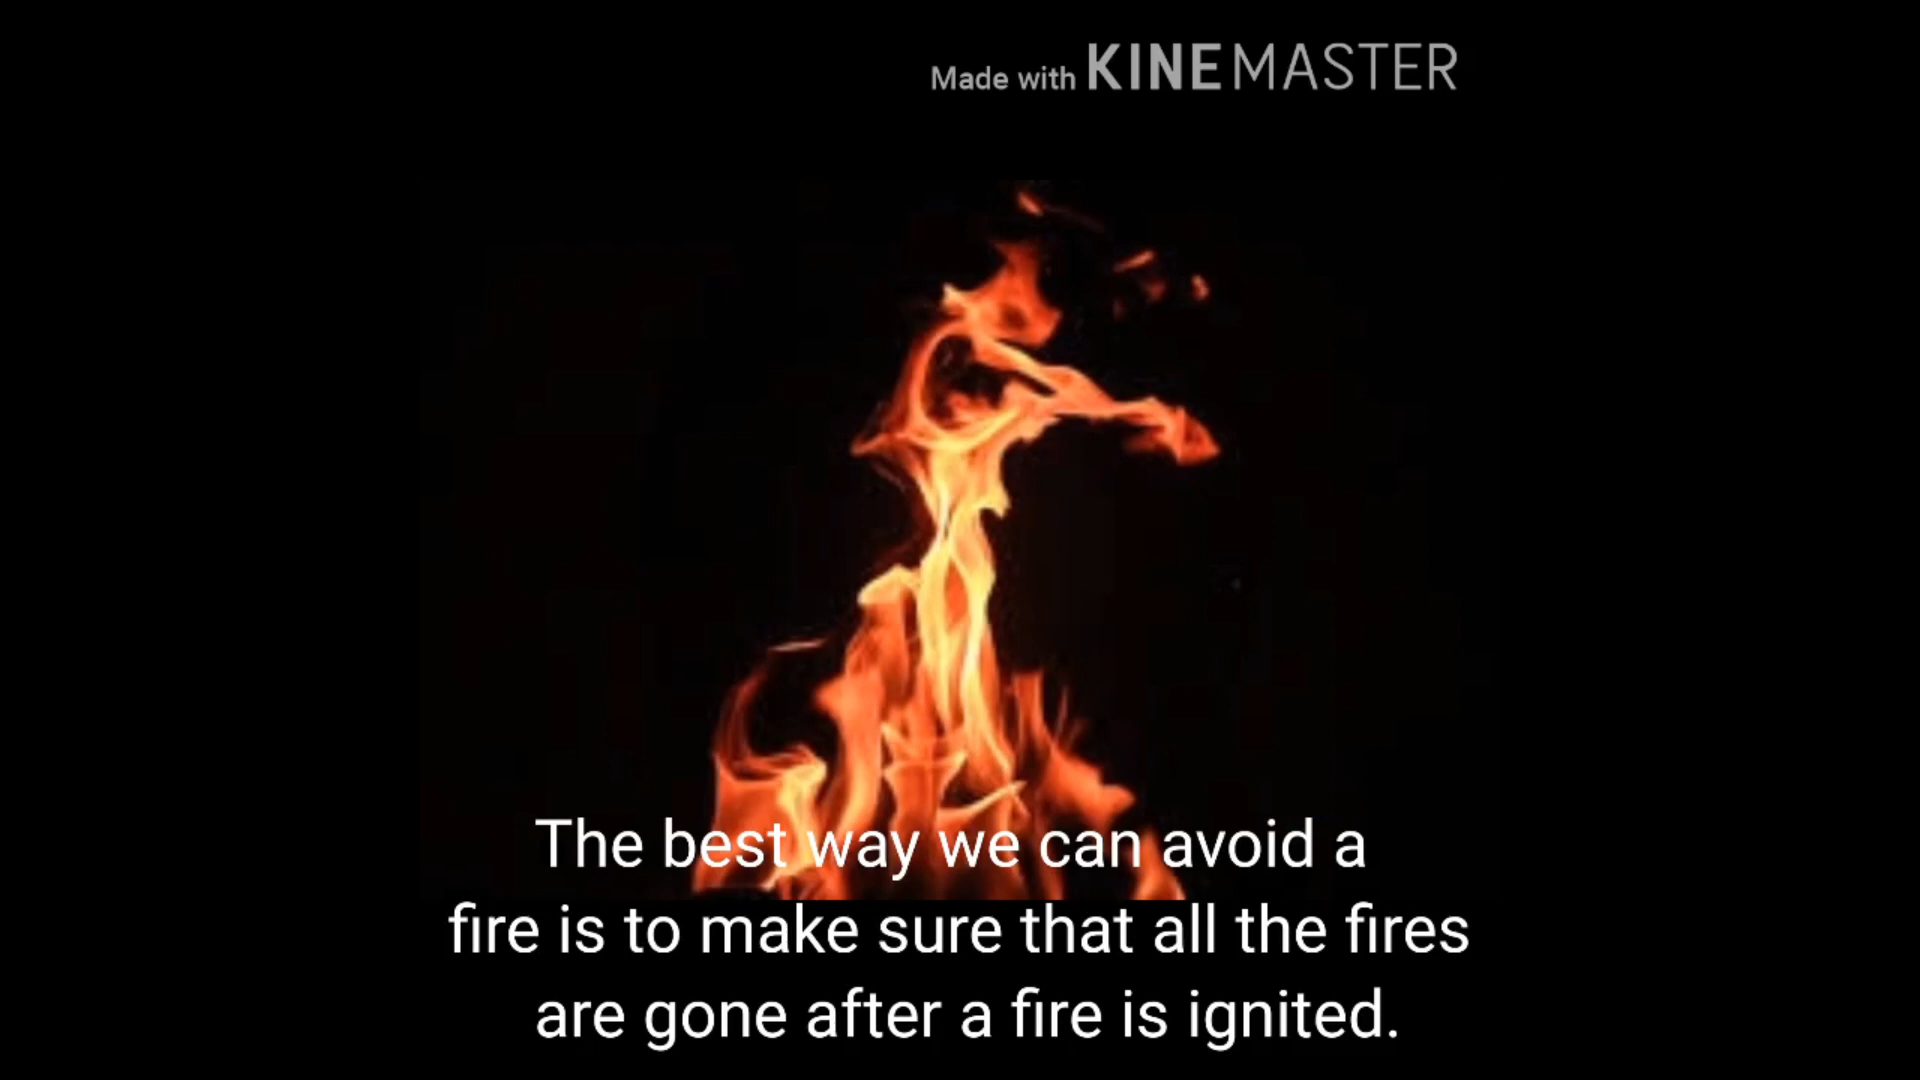 Made with KINEMASTER
The best way we can avoid a
fire is to make sure that all the fires
are gone after a fire is ignited.